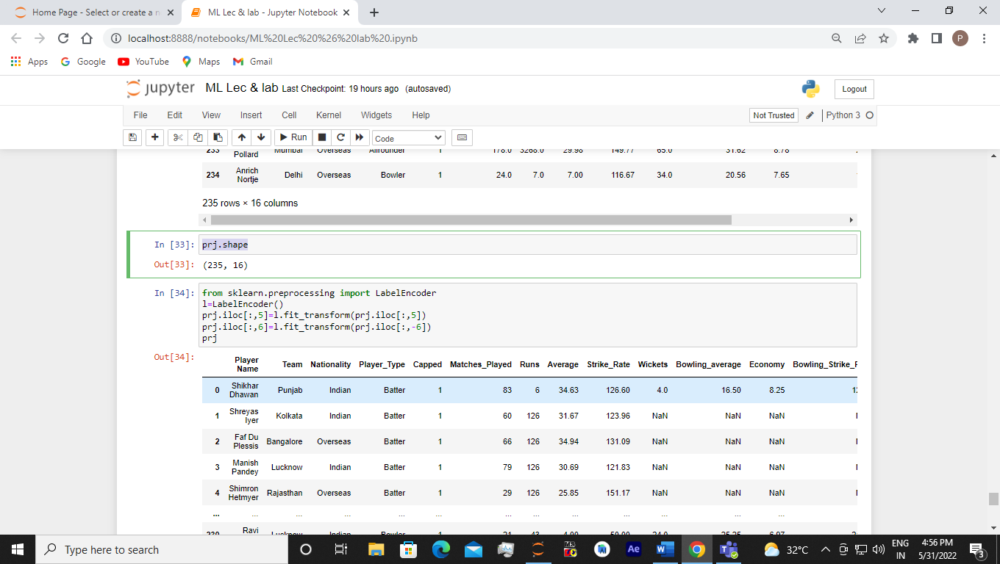 Home Page - Select or create a n
ML Lec & lab - Jupyter Notebook
localhost:8888/notebooks/ML%20Lec%20%26%20lab%20.ipynb
P
Apps Google YouTube Maps Gmail
jupyter ML Lec & lab Last Checkpoint: 19 hours ago (autosaved)
Logout
File Edit View Insert Cell Kernel Widgets Help
Not Trusted Python 3
Run Code
233 Pollard Mumbai Overseas Allrounder 1 178.0 3268.0 29.98 149.77 65.0 31.62 8.78
234 Anrich Nortje Delhi Overseas Bowler 1 24.0 7.0 7.00 116.67 34.0 20.56 7.65
235 rows × 16 columns
In [33]: prj.shape
Out[33]: (235, 16)
In [34]: from sklearn.preprocessing import LabelEncoder
l=LabelEncoder()
prj.iloc[:,5]=l.fit_transform(prj.iloc[:,5])
prj.iloc[:,6]=l.fit_transform(prj.iloc[:,-6])
prj
Out[34]:
Player Name Team Nationality Player_Type Capped Matches_Played Runs Average Strike_Rate Wickets Bowling_average Economy Bowling_Strike_F
0 Shikhar Dhawan Punjab Indian Batter 1 83 6 34.63 126.60 4.0 16.50 8.25
1 Shreyas Iyer Kolkata Indian Batter 1 60 126 31.67 123.96 NaN NaN NaN
2 Faf Du Plessis Bangalore Overseas Batter 1 66 126 34.94 131.09 NaN NaN NaN
3 Manish Pandey Lucknow Indian Batter 1 79 126 30.69 121.83 NaN NaN NaN
4 Shimron Hetmyer Rajasthan Overseas Batter 1 29 126 25.85 151.17 NaN NaN NaN
... ... ... ... ... ... ... ... ... ... ... ... ...
230 Ravi Lucknow Indian Bowler 1 21 43 4.00 50.00 24.0 25.25 6.97
Type here to search
Ae
32°C
ENG
IN
4:56 PM
5/31/2022
3